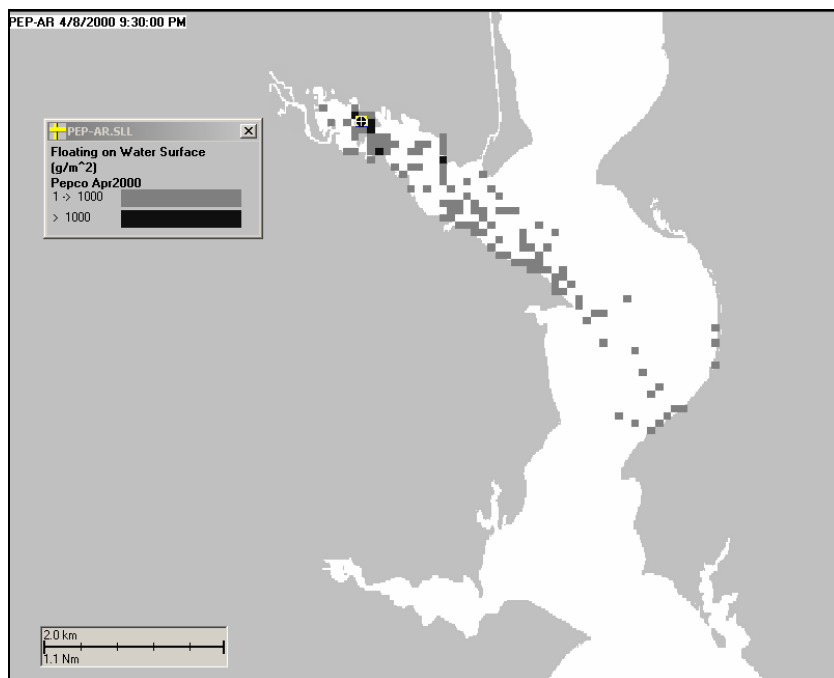 PEP-AR 4/8/2000 9:30:00 PM
PEP-AR.SLL
Floating on Water Surface
(g/m^2)
Pepco Apr2000
1 -> 1000
> 1000
2.0 km
1.1 Nm